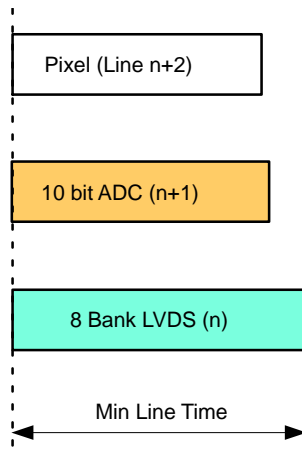 Pixel (Line n+2)
10 bit ADC (n+1)
8 Bank LVDS (n)
Min Line Time